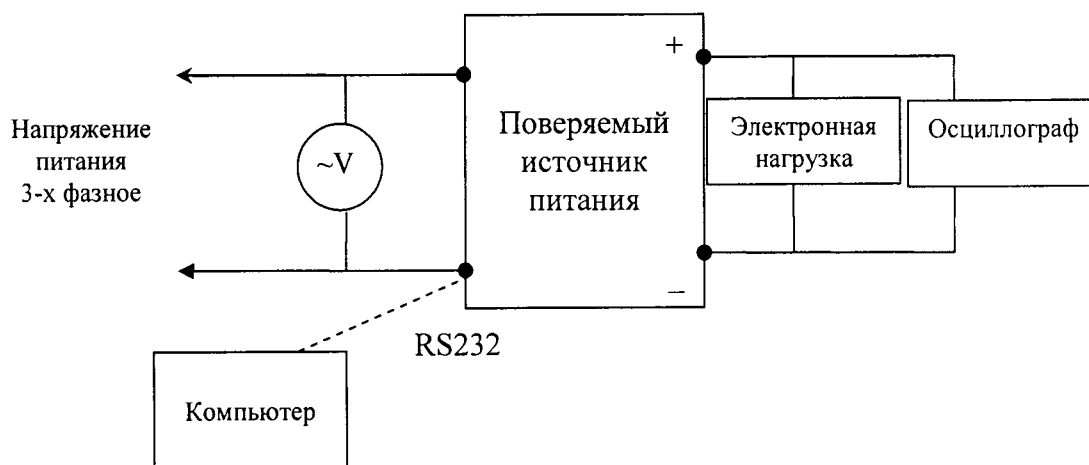 Напряжение
питания
3-х фазное
~V
+
Поверяемый
источник
питания
−
Электронная
нагрузка
Осциллограф
RS232
Компьютер